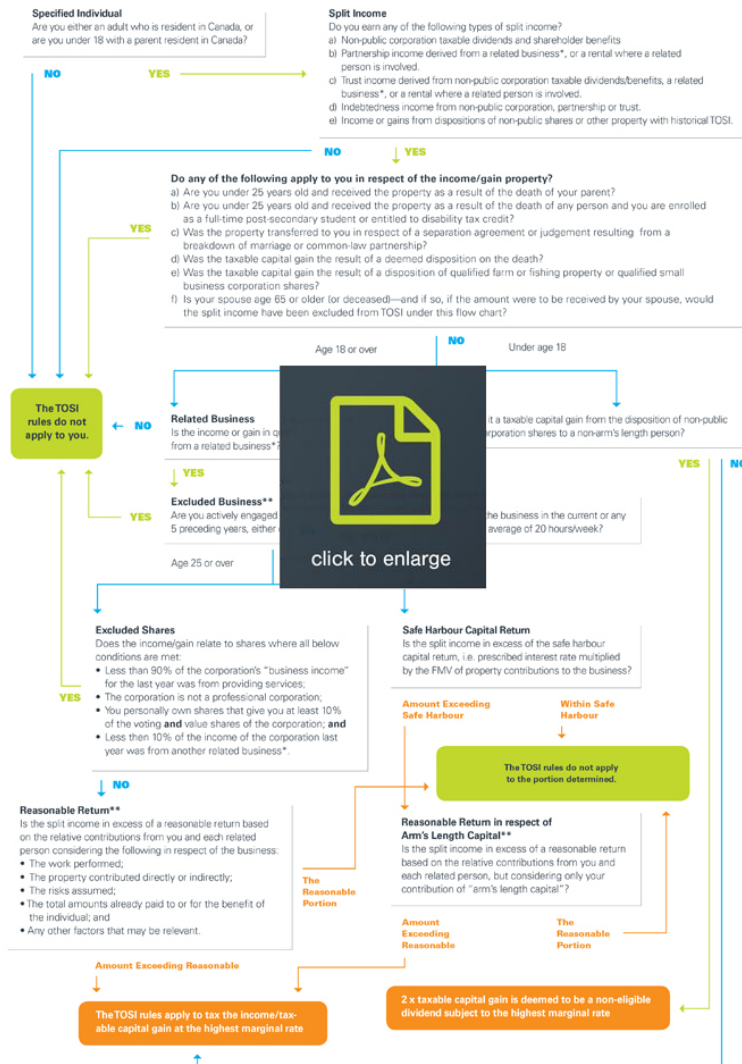 Specified Individual
Are you either an adult who is resident in Canada, or
are you under 18 with a parent resident in Canada?
Split Income
Do you earn any of the following types of split income?
a) Non-public corporation taxable dividends and shareholder benefits
b) Partnership income derived from a related business*, or a rental where a related
person is involved.
c) Trust income derived from non-public corporation taxable dividends/benefits, a related
business*, or a rental where a related person is involved.
d) Indebtedness income from non-public corporation, partnership or trust.
e) Income or gains from dispositions of non-public shares or other property with historical TOSI.
NO
YES
NO
YES
Do any of the following apply to you in respect of the income/gain property?
a) Are you under 25 years old and received the property as a result of the death of your parent?
b) Are you under 25 years old and received the property as a result of the death of any person and you are enrolled
as a full-time post-secondary student or entitled to disability tax credit?
c) Was the property transferred to you in respect of a separation agreement or judgement resulting from a
breakdown of marriage or common-law partnership?
d) Was the taxable capital gain the result of a deemed disposition on the death?
e) Was the taxable capital gain the result of a disposition of qualified farm or fishing property or qualified small
business corporation shares?
f) Is your spouse age 65 or older (or deceased)—and if so, if the amount were to be received by your spouse, would
the split income have been excluded from TOSI under this flow chart?
YES
NO
Age 18 or over
Under age 18
The TOSI
rules do not
apply to you.
NO
Related Business
Is the income or gain in
from a related business*
it a taxable capital gain from the disposition of non-public
corporation shares to a non-arm's length person?
YES
NO
YES
Excluded Business**
Are you actively engaged
the business in the current or any
5 preceding years, either
average of 20 hours/week?
YES
click to enlarge
Age 25 or over
Excluded Shares
Does the income/gain relate to shares where all below
conditions are met:
• Less than 90% of the corporation's "business income"
for the last year was from providing services;
• The corporation is not a professional corporation;
• You personally own shares that give you at least 10%
of the voting and value shares of the corporation; and
• Less then 10% of the income of the corporation last
year was from another related business*.
YES
NO
Safe Harbour Capital Return
Is the split income in excess of the safe harbour
capital return, i.e. prescribed interest rate multiplied
by the FMV of property contributions to the business?
Amount Exceeding
Safe Harbour
Within Safe
Harbour
The TOSI rules do not apply
to the portion determined.
Reasonable Return**
Is the split income in excess of a reasonable return based
on the relative contributions from you and each related
person considering the following in respect of the business:
• The work performed;
• The property contributed directly or indirectly;
• The risks assumed;
• The total amounts already paid to or for the benefit of
the individual; and
• Any other factors that may be relevant.
The
Reasonable
Portion
Reasonable Return in respect of
Arm's Length Capital**
Is the split income in excess of a reasonable return
based on the relative contributions from you and
each related person, but considering only your
contribution of "arm's length capital"?
Amount
Exceeding
Reasonable
The
Reasonable
Portion
Amount Exceeding Reasonable
The TOSI rules apply to tax the income/tax-
able capital gain at the highest marginal rate
2 x taxable capital gain is deemed to be a non-eligible
dividend subject to the highest marginal rate